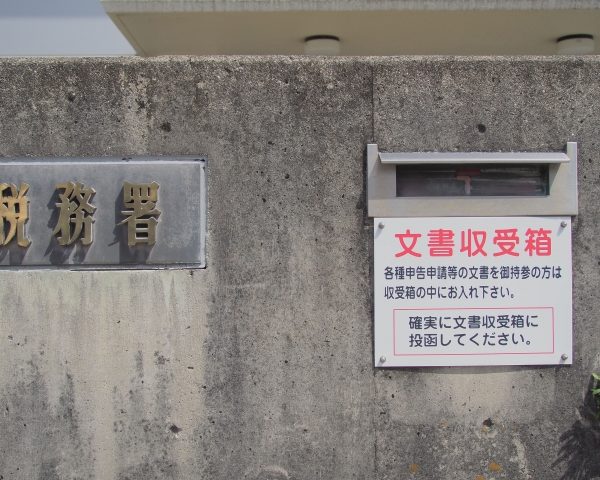 税務署
文書収受箱
各種申告申請等の文書を御持参の方は
収受箱の中にお入れ下さい。
確実に文書収受箱に
投函してください。